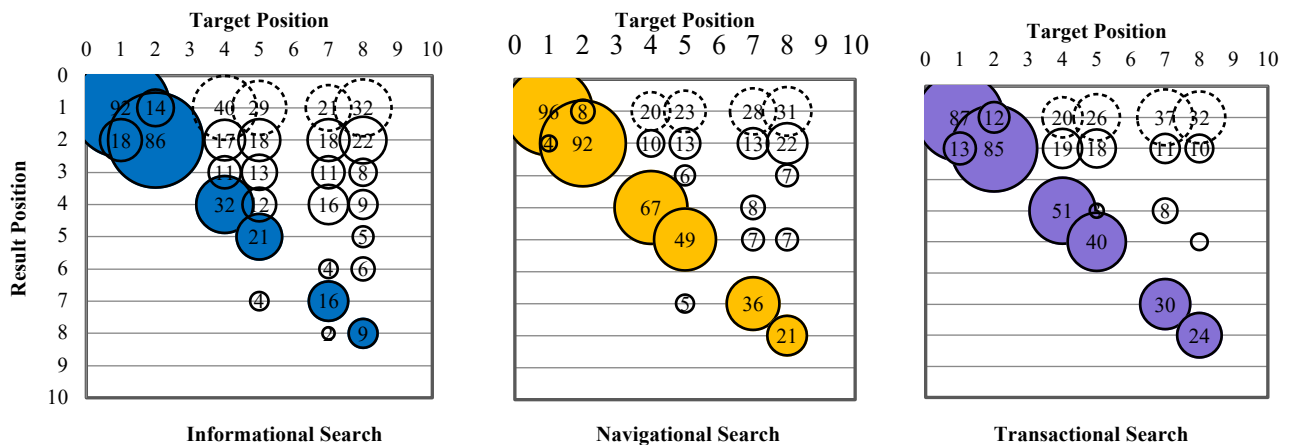 Target Position
0 1 2 3 4 5 6 7 8 9 10
Result Position
0
1
2
3
4
5
6
7
8
9
10
92 14 40 29 21 32
18 86 17 18 18 22
11 13 11 8
32 12 16 9
21 5
4 6
4 16
2 9
Informational Search
Target Position
0 1 2 3 4 5 6 7 8 9 10
96 8 20 23 28 31
4 92 10 13 13 22
6 7
67 8
49 7 7
5 36
21
Navigational Search
Target Position
0 1 2 3 4 5 6 7 8 9 10
87 12 20 26 37 32
13 85 19 18 11 10
51 8
40
30
24
Transactional Search